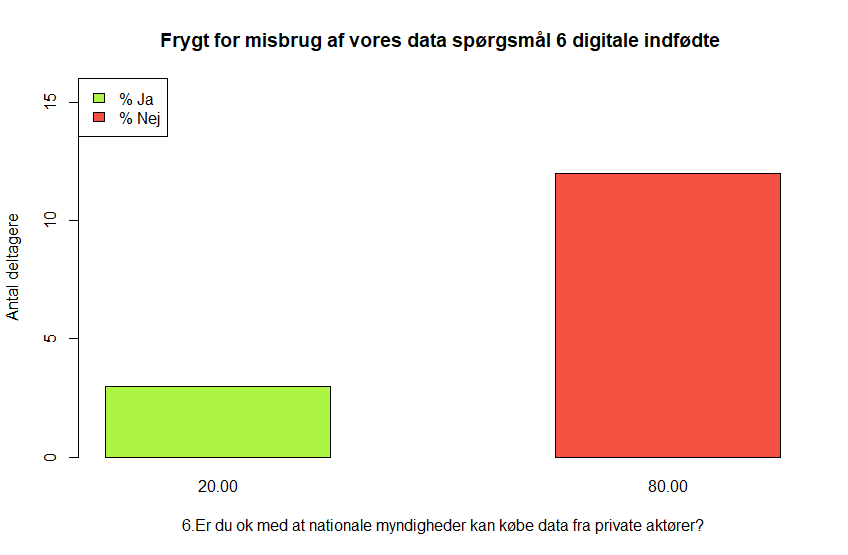 Frygt for misbrug af vores data spørgsmål 6 digitale indfødte
% Ja
% Nej
15
10
5
0
Antal deltagere
20.00
80.00
6.Er du ok med at nationale myndigheder kan købe data fra private aktører?